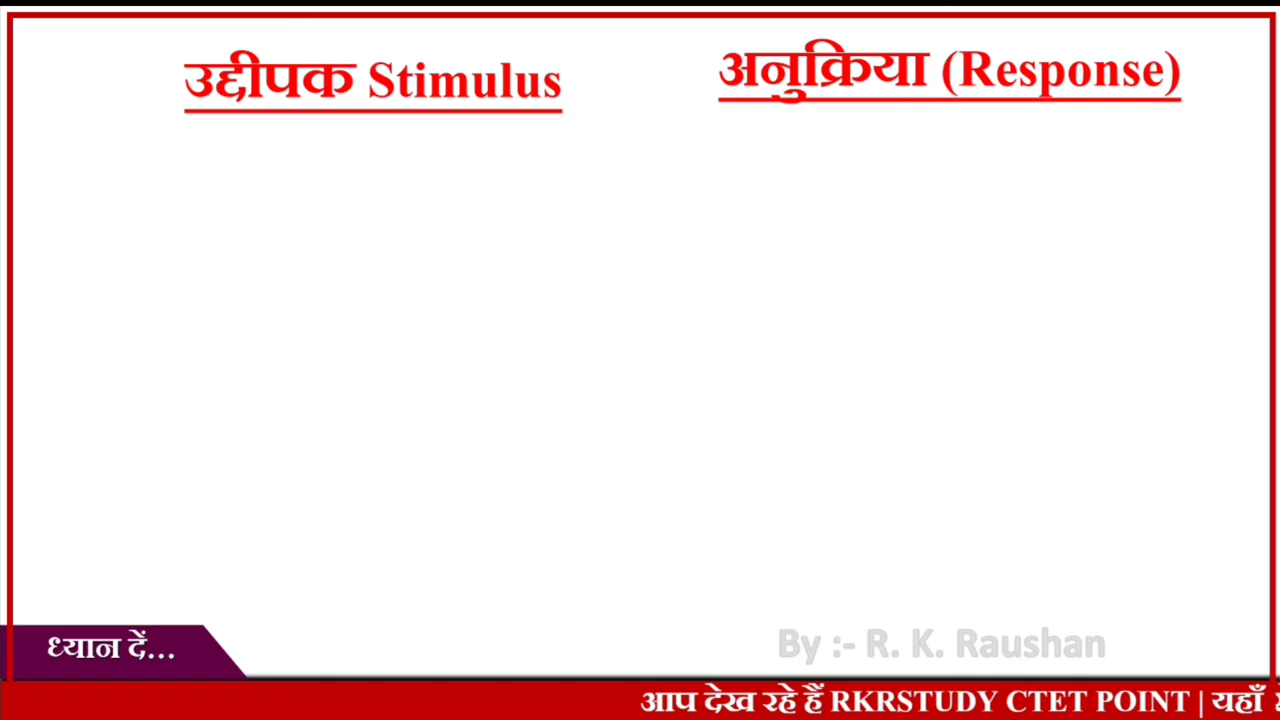 उद्दीपक Stimulus
अनुक्रिया (Response)
ध्यान दें...
By :- R. K. Raushan
आप देख रहे हैं RKRSTUDY CTET POINT | यहाँ